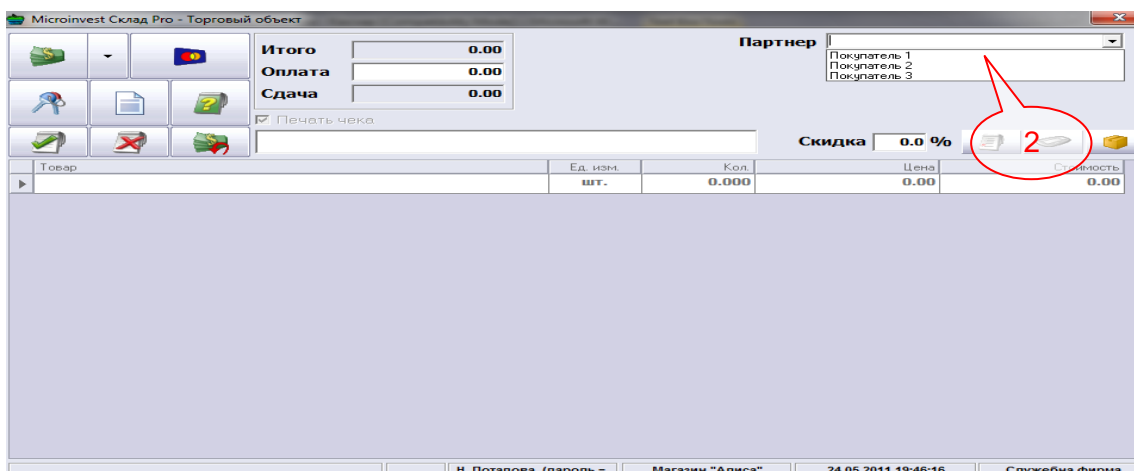 Microinvest Склад Pro - Торговый объект
Итого 0.00
Оплата 0.00
Сдача 0.00
Печать чека
Партнер
Покупатель 1
Покупатель 2
Покупатель 3
Скидка 0.0 %
2
Товар Ед. изм. Кол. Цена Стоимость
шт. 0.000 0.00 0.00
Н. Потапова (пароль = Магазин "Алиса" 24.05.2011 19:46:16 Служебна фирма